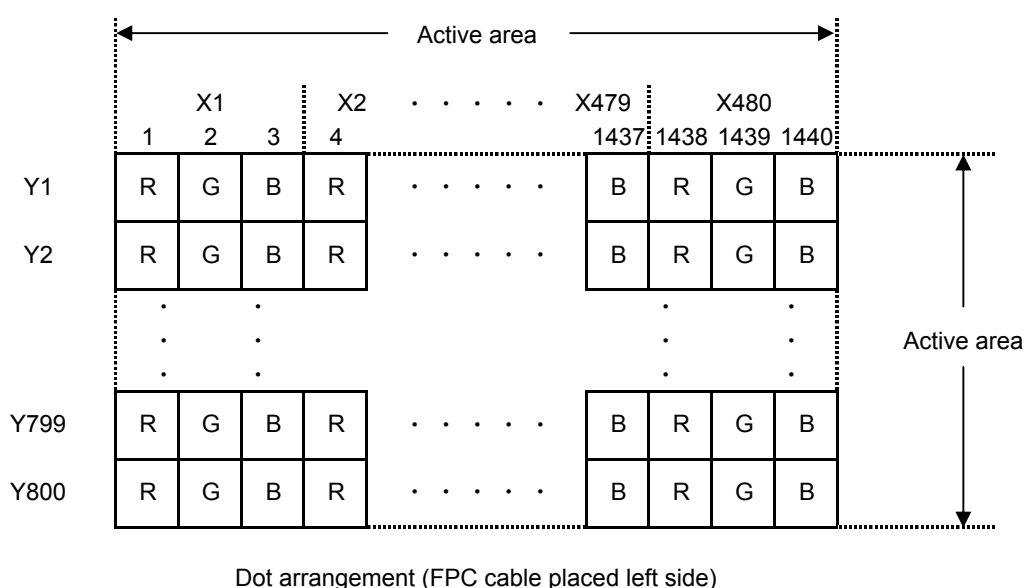 Active area
X1 X2 ・ ・ ・ ・ ・ X479 X480
1 2 3 4 1437 1438 1439 1440
Y1 R G B R ・ ・ ・ ・ ・ B R G B
Y2 R G B R ・ ・ ・ ・ ・ B R G B
・ ・ ・ ・
・ ・ ・ ・
Active area
・ ・ ・ ・
Y799 R G B R ・ ・ ・ ・ ・ B R G B
Y800 R G B R ・ ・ ・ ・ ・ B R G B
Dot arrangement (FPC cable placed left side)